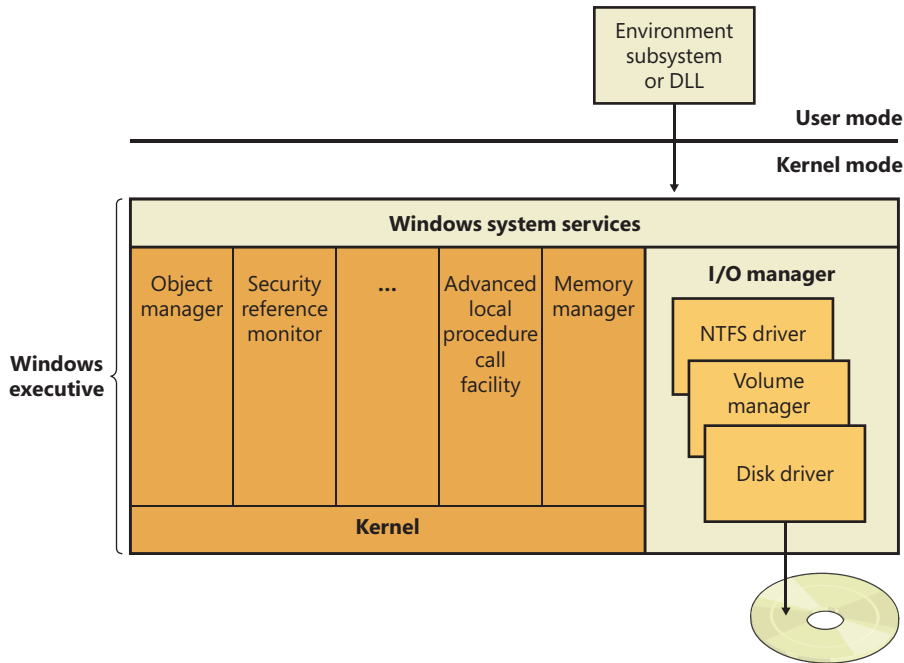 Environment
subsystem
or DLL
User mode
Kernel mode
Windows system services
Object
manager
Security
reference
monitor
...
Advanced
local
procedure
call
facility
Memory
manager
I/O manager
NTFS driver
Volume
manager
Disk driver
Windows
executive
Kernel